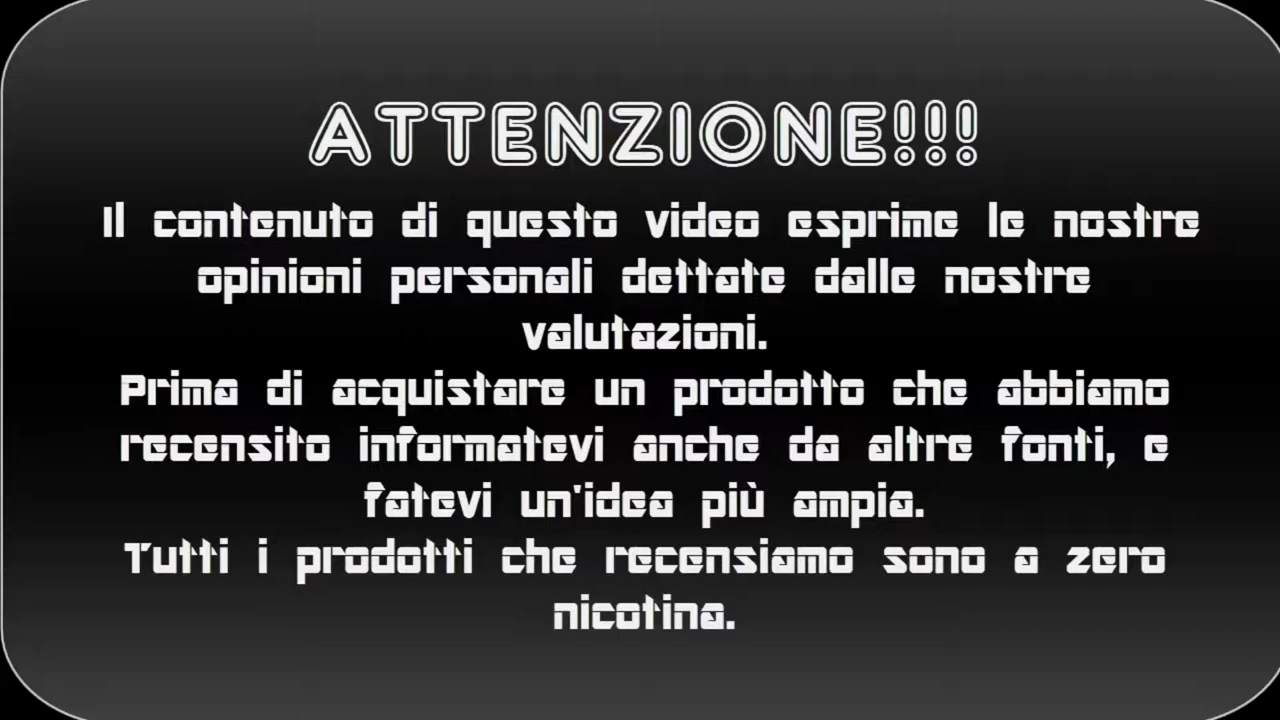 ATTENZIONE!!!
Il contenuto di questo video esprime le nostre
opinioni personali dettate dalle nostre
valutazioni.
Prima di acquistare un prodotto che abbiamo
recensito informatevi anche da altre fonti, e
fatevi un'idea più ampia.
Tutti i prodotti che recensiamo sono a zero
nicotina.